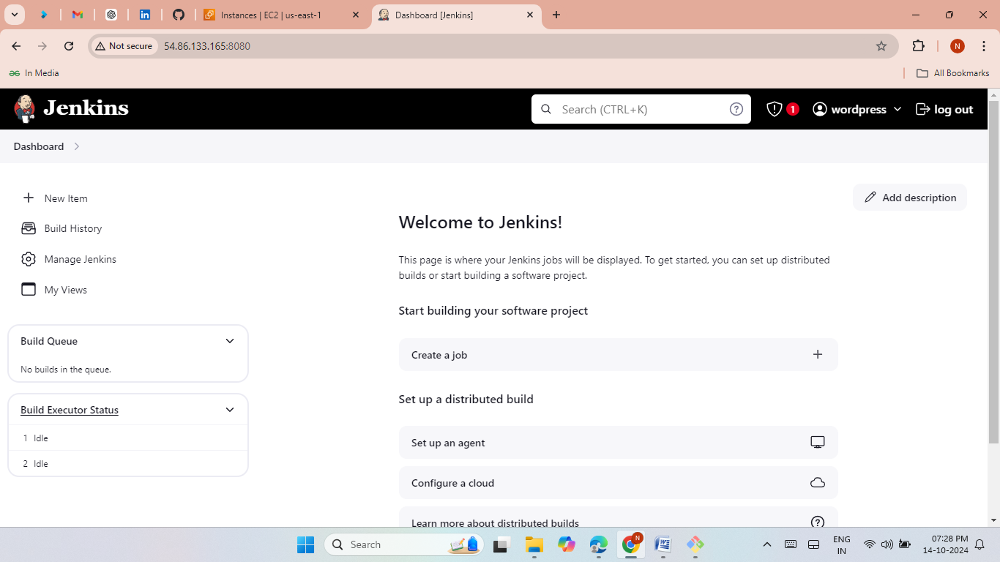 Instances | EC2 | us-east-1
Dashboard [Jenkins]
Not secure
54.86.133.165:8080
N
In Media
All Bookmarks
Jenkins
Search (CTRL+K)
1
wordpress
log out
Dashboard
New Item
Add description
Welcome to Jenkins!
Build History
Manage Jenkins
This page is where your Jenkins jobs will be displayed. To get started, you can set up distributed
builds or start building a software project.
My Views
Start building your software project
Build Queue
Create a job
No builds in the queue.
Set up a distributed build
Build Executor Status
1 Idle
Set up an agent
2 Idle
Configure a cloud
Learn more about distributed builds
Search
N
ENG
IN
07:28 PM
14-10-2024